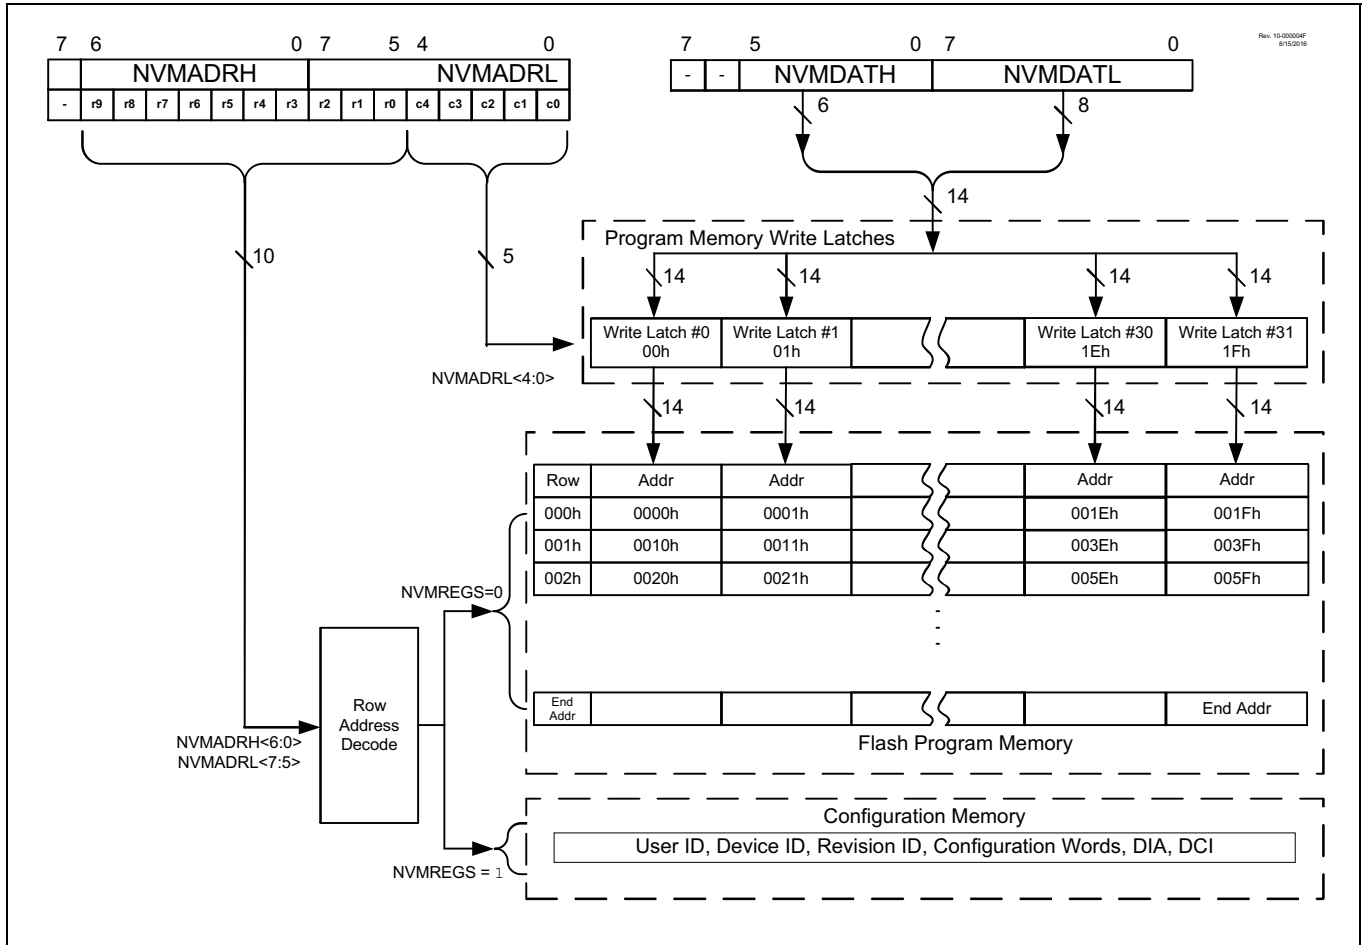 Rev. 10-000004F
8/15/2016
7 6 0 7 5 4 0
7 5 0 7 0
NVMADRH NVMADRL
- - NVMDATH NVMDATL
- r9 r8 r7 r6 r5 r4 r3 r2 r1 r0 c4 c3 c2 c1 c0
6 8
14
Program Memory Write Latches
10 5
14 14 14 14
Write Latch #0 Write Latch #1 Write Latch #30 Write Latch #31
00h 01h 1Eh 1Fh
NVMADRL<4:0>
14 14 14 14
Row Addr Addr Addr Addr
000h 0000h 0001h 001Eh 001Fh
001h 0010h 0011h 003Eh 003Fh
002h 0020h 0021h 005Eh 005Fh
NVMREGS=0
Row
Address
Decode
End
Addr
End Addr
NVMADRH<6:0>
NVMADRL<7:5>
Flash Program Memory
Configuration Memory
User ID, Device ID, Revision ID, Configuration Words, DIA, DCI
NVMREGS = 1